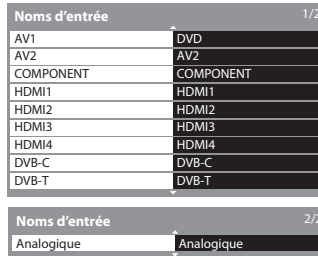 Noms d'entrée 1/2
AV1 DVD
AV2 AV2
COMPONENT COMPONENT
HDMI1 HDMI1
HDMI2 HDMI2
HDMI3 HDMI3
HDMI4 HDMI4
DVB-C DVB-C
DVB-T DVB-T
Noms d'entrée 2/2
Analogique Analogique